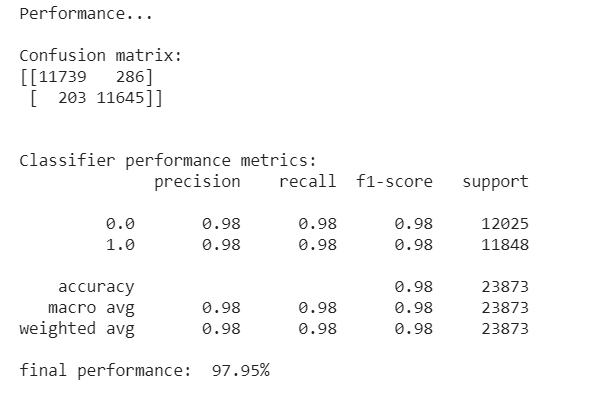 Performance...
Confusion matrix:
[[11739   286]
 [  203 11645]]
Classifier performance metrics:
              precision    recall  f1-score   support
         0.0       0.98      0.98      0.98     12025
         1.0       0.98      0.98      0.98     11848
    accuracy                           0.98     23873
   macro avg       0.98      0.98      0.98     23873
weighted avg       0.98      0.98      0.98     23873
final performance:  97.95%